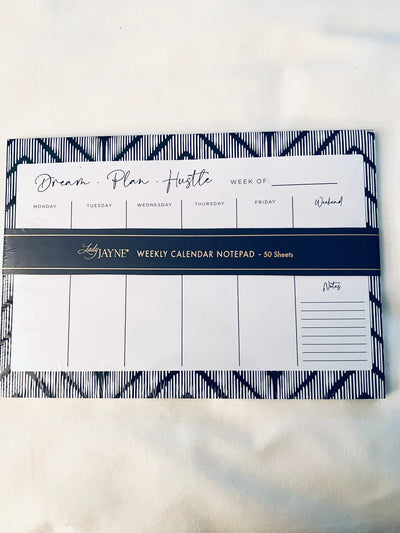 Dream . Plan . Hustle WEEK OF:
MONDAY TUESDAY WEDNESDAY THURSDAY FRIDAY Weekend
Lady JAYNE® WEEKLY CALENDAR NOTEPAD - 50 Sheets
Notes